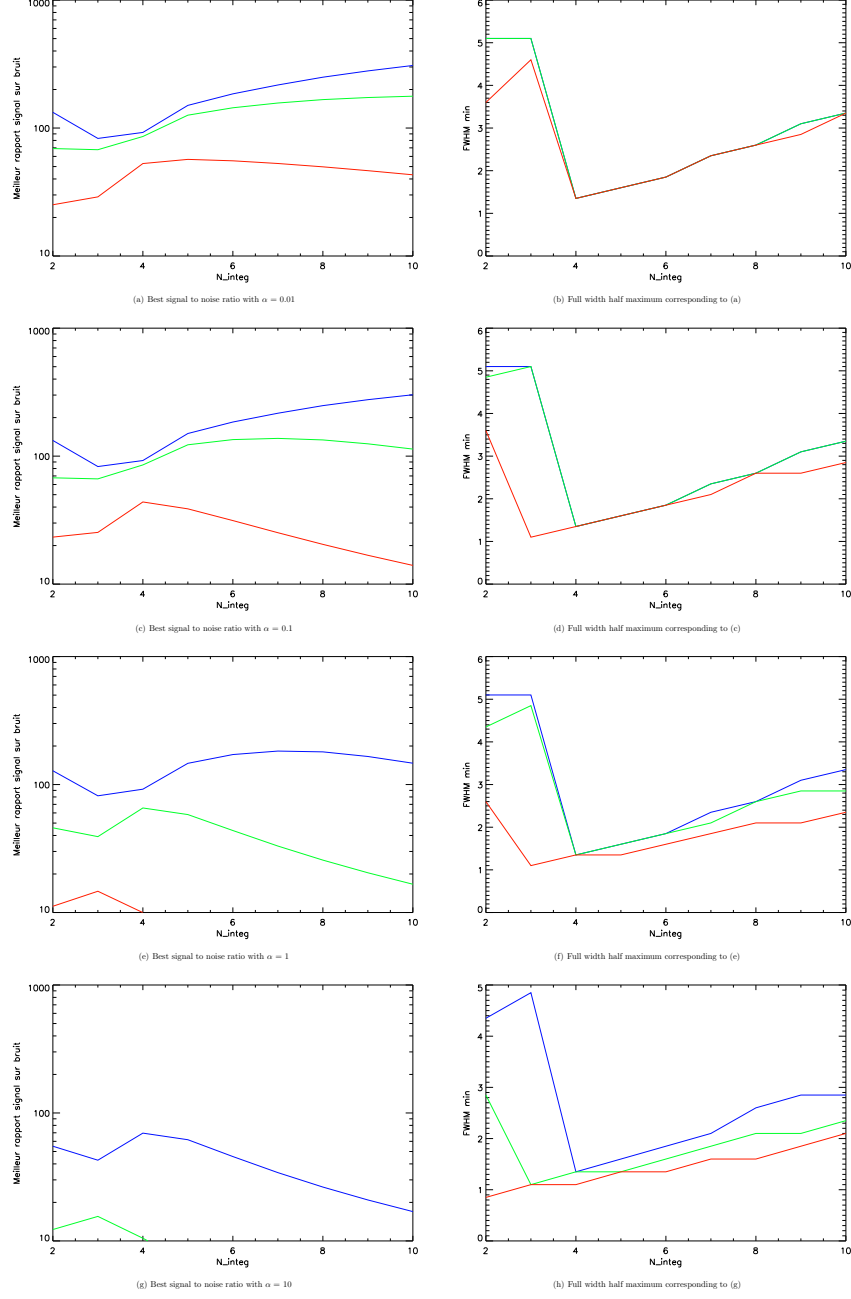 1000
100
10
2 4 6 8 10
N_integ
Meilleur rapport signal sur bruit
(a) Best signal to noise ratio with α = 0.01
6
5
4
3
2
1
0
2 4 6 8 10
N_integ
FWHM min
(b) Full width half maximum corresponding to (a)
1000
100
10
2 4 6 8 10
N_integ
Meilleur rapport signal sur bruit
(c) Best signal to noise ratio with α = 0.1
6
5
4
3
2
1
0
2 4 6 8 10
N_integ
FWHM min
(d) Full width half maximum corresponding to (c)
1000
100
10
2 4 6 8 10
N_integ
Meilleur rapport signal sur bruit
(e) Best signal to noise ratio with α = 1
6
5
4
3
2
1
0
2 4 6 8 10
N_integ
FWHM min
(f) Full width half maximum corresponding to (e)
1000
100
10
2 4 6 8 10
N_integ
Meilleur rapport signal sur bruit
(g) Best signal to noise ratio with α = 10
5
4
3
2
1
0
2 4 6 8 10
N_integ
FWHM min
(h) Full width half maximum corresponding to (g)